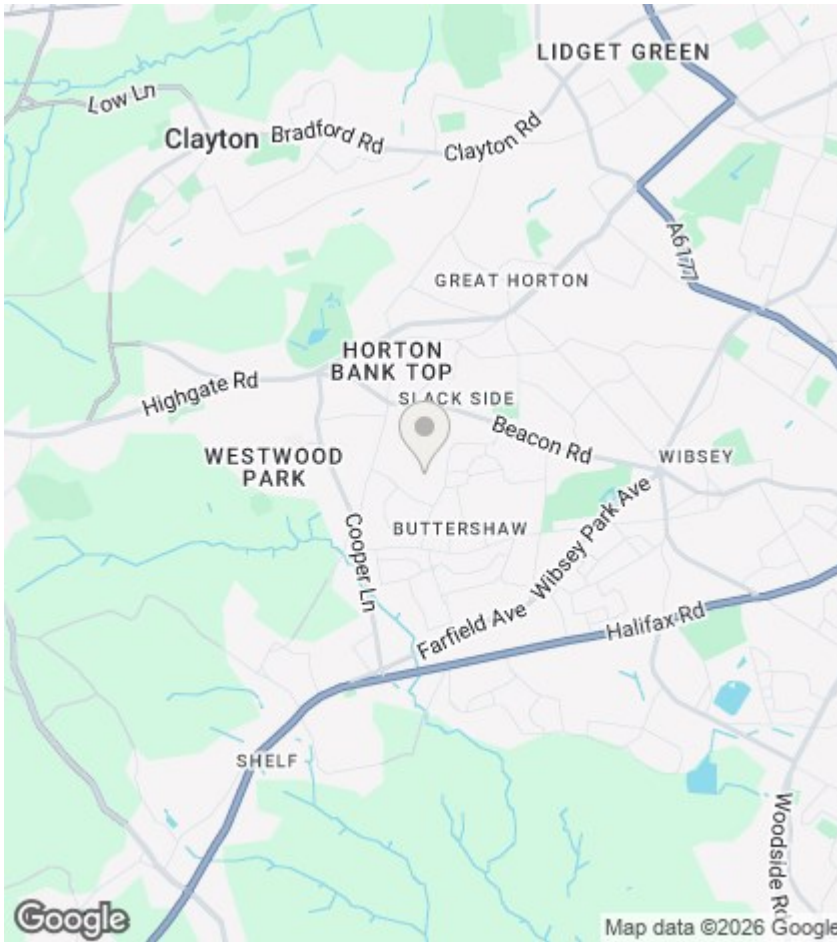 LIDGET GREEN
Low Ln
Clayton
Bradford Rd
Clayton Rd
A6177
GREAT HORTON
HORTON
BANK TOP
Highgate Rd
SLACK SIDE
Beacon Rd
WIBSEY
WESTWOOD
PARK
Cooper Ln
BUTTERSHAW
Wibsey Park Ave
Farfield Ave
Halifax Rd
SHELF
Woodside Rd
Google
Map data ©2026 Google